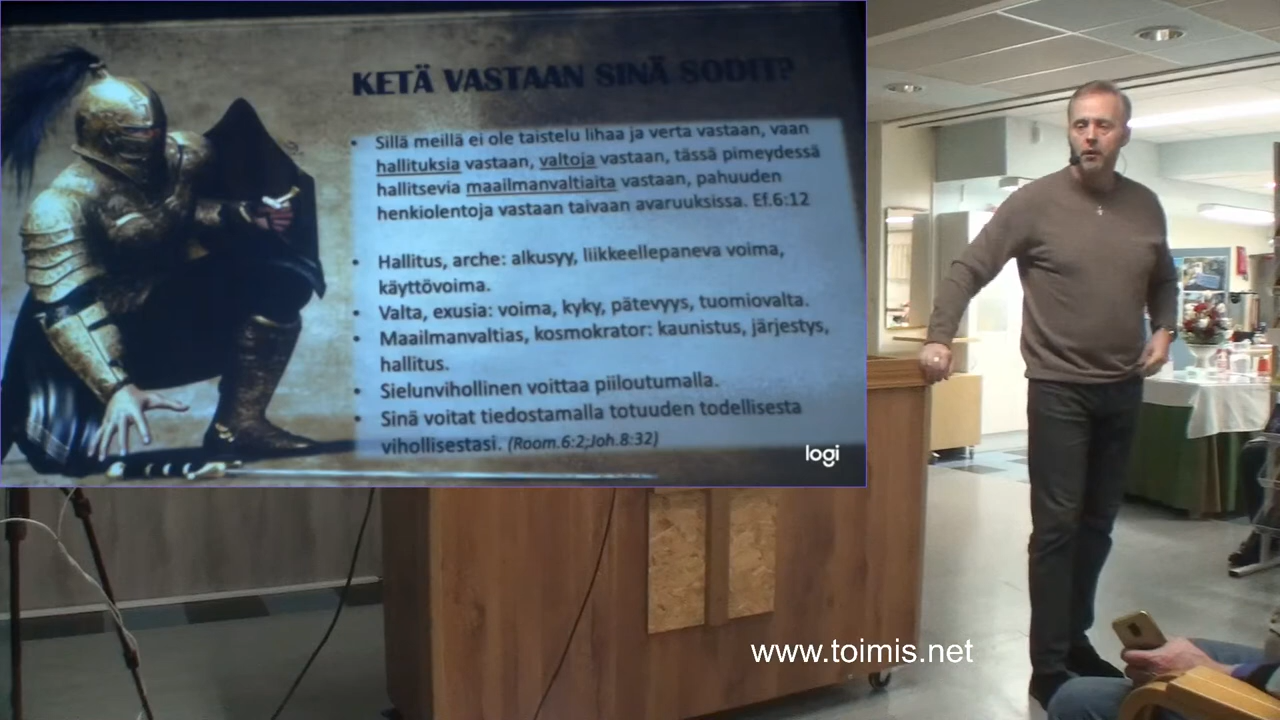 KETÄ VASTAAN SINÄ SODIT?
• Sillä meillä ei ole taistelu lihaa ja verta vastaan, vaan
hallituksia vastaan, valtoja vastaan, tässä pimeydessä
hallitsevia maailmanvaltiaita vastaan, pahuuden
henkiolentoja vastaan taivaan avaruuksissa. Ef.6:12
• Hallitus, arche: alkusyy, liikkeellepaneva voima,
käyttövoima.
• Valta, exusia: voima, kyky, pätevyys, tuomiovalta.
• Maailmanvaltias, kosmokrator: kaunistus, järjestys,
hallitus.
• Sielunvihollinen voittaa piiloutumalla.
• Sinä voitat tiedostamalla totuuden todellisesta
vihollisestasi. (Room.6:2;Joh.8:32)
logi
www.toimis.net